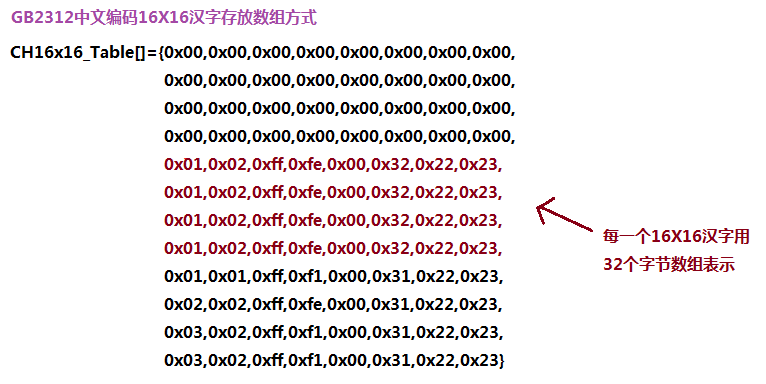 GB2312中文编码16X16汉字存放数组方式
CH16x16_Table[]={0x00,0x00,0x00,0x00,0x00,0x00,0x00,0x00,
0x00,0x00,0x00,0x00,0x00,0x00,0x00,0x00,
0x00,0x00,0x00,0x00,0x00,0x00,0x00,0x00,
0x00,0x00,0x00,0x00,0x00,0x00,0x00,0x00,
0x01,0x02,0xff,0xfe,0x00,0x32,0x22,0x23,
0x01,0x02,0xff,0xfe,0x00,0x32,0x22,0x23,
0x01,0x02,0xff,0xfe,0x00,0x32,0x22,0x23,
0x01,0x02,0xff,0xfe,0x00,0x32,0x22,0x23,
0x01,0x01,0xff,0xf1,0x00,0x31,0x22,0x23,
0x02,0x02,0xff,0xfe,0x00,0x31,0x22,0x23,
0x03,0x02,0xff,0xf1,0x00,0x31,0x22,0x23,
0x03,0x02,0xff,0xf1,0x00,0x31,0x22,0x23}
每一个16X16汉字用
32个字节数组表示